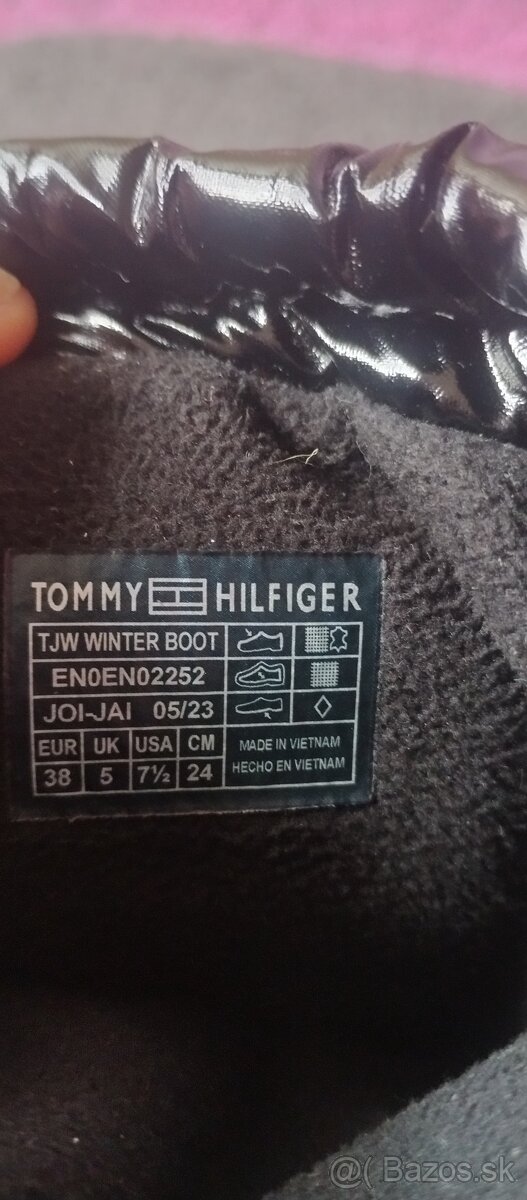 TOMMY HILFIGER
TJW WINTER BOOT
EN0EN02252
JOI-JAI 05/23
EUR UK USA CM
38 5 7½ 24
MADE IN VIETNAM
HECHO EN VIETNAM
@( Bazos.sk